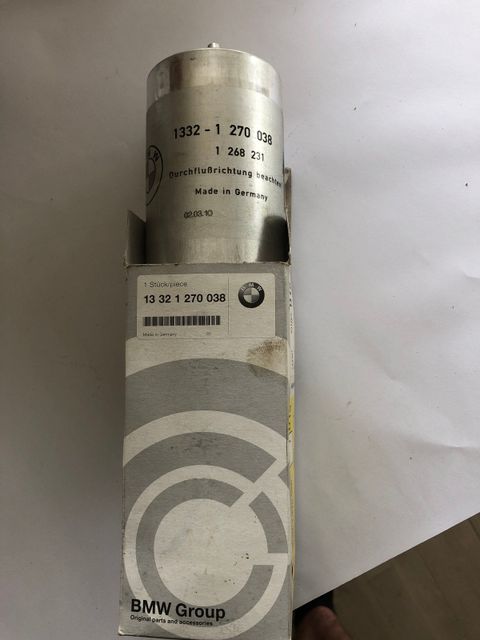 1332-1 270 038
1 268 231
Durchflußrichtung beachten
Made in Germany
02.03.10
1 Stück/piece
13 32 1 270 038
Made in Germany
BMW Group
Original parts and accessories